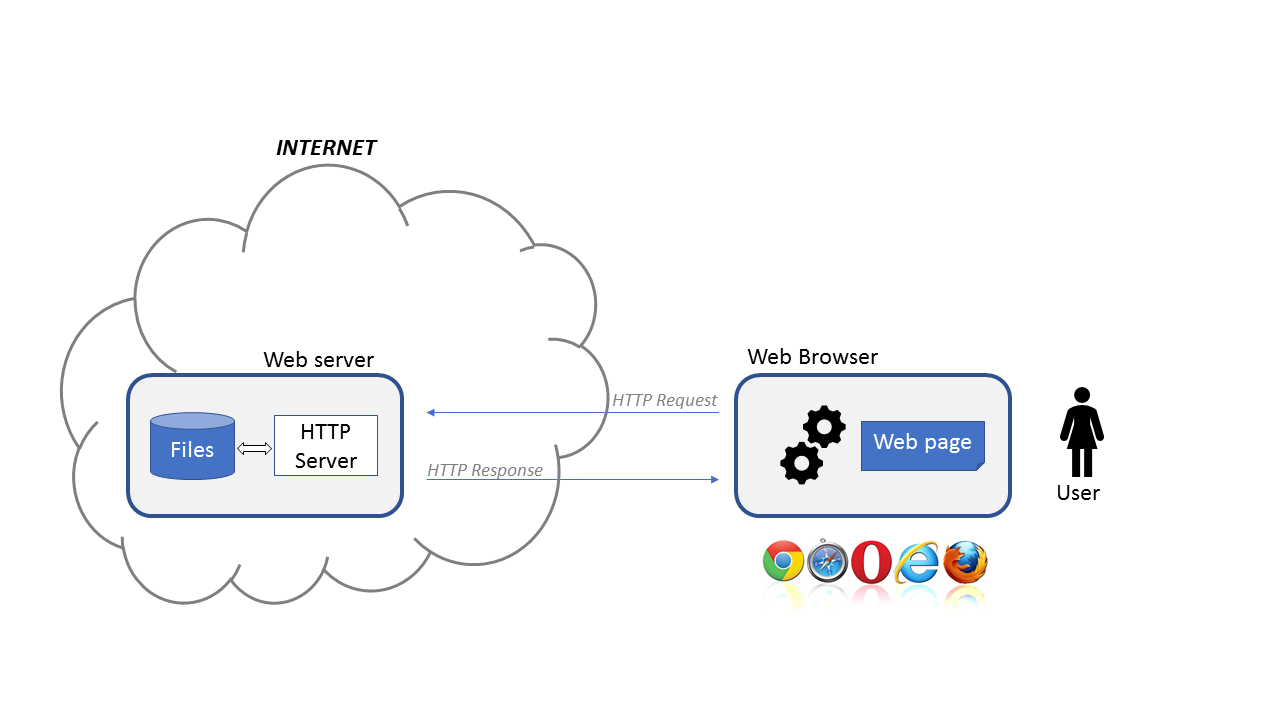 INTERNET
Web server
Web Browser
HTTP Request
Files
HTTP
Server
Web page
HTTP Response
User